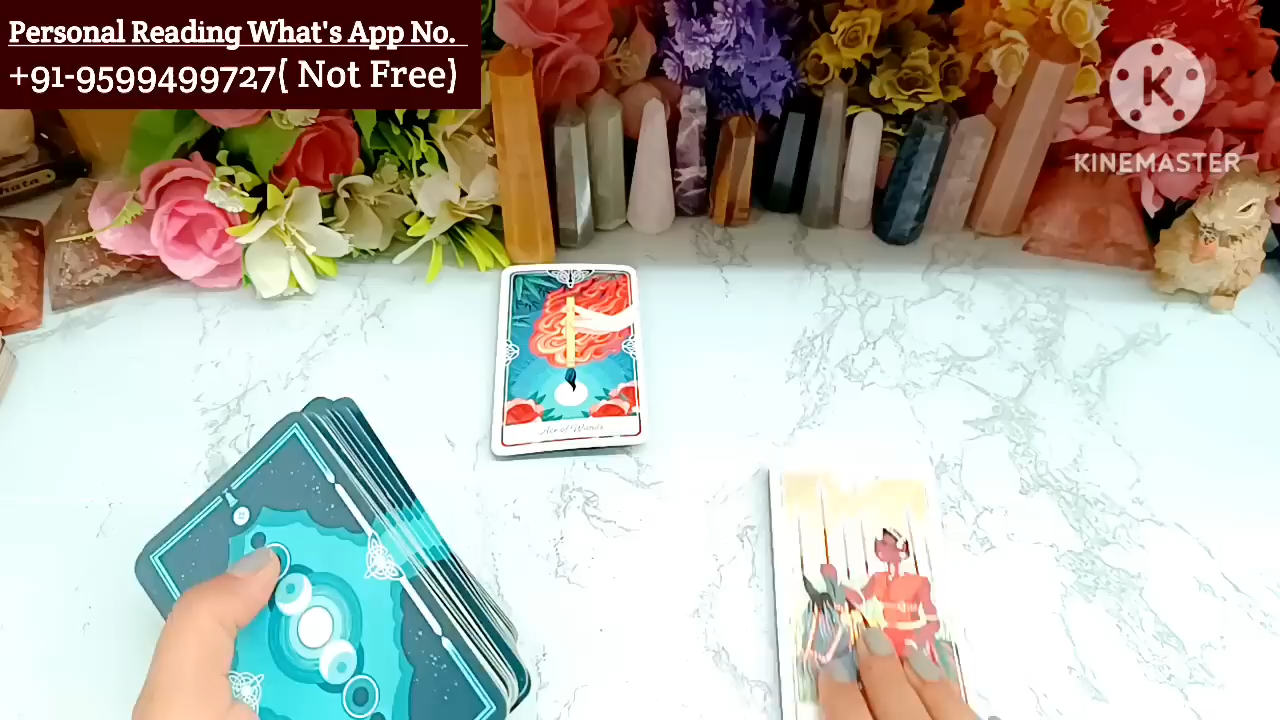 Personal Reading What's App No.
+91-9599499727( Not Free)
K
KINEMASTER
Ace of Wands